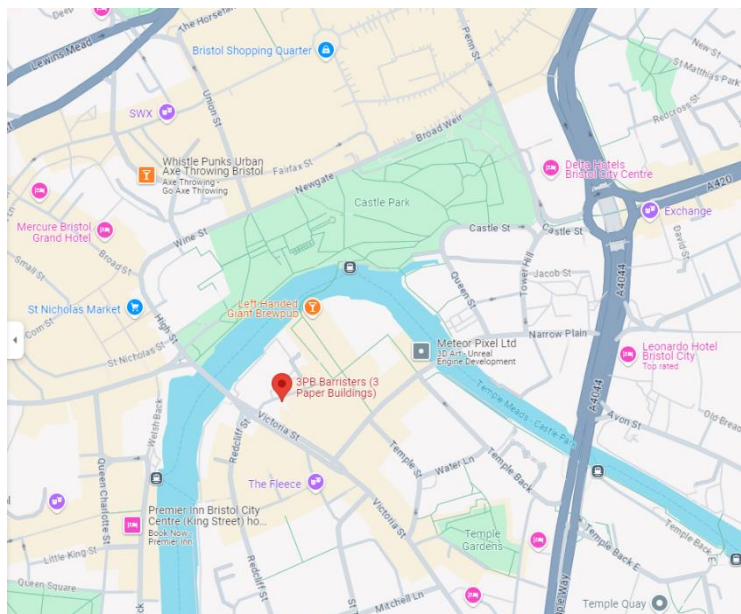 Deep
Lewins Mead
The Horsefair
Bristol Shopping Quarter
Penn St
New St
St Matthias Park
Redcross St
SWX
Union St
Whistle Punks Urban
Axe Throwing Bristol
Axe Throwing -
Go Axe Throwing
Fairfax St
Broad Weir
Newgate
Delta Hotels
Bristol City Centre
A420
Castle Park
Exchange
Mercure Bristol
Grand Hotel
Wine St
Broad St
Small St
Castle St
Castle St
David St
Tower Hill
Jacob St
A4044
St Nicholas Market
Corn St
High St
Left Handed
Giant Brewpub
Queen St
Narrow Plain
Meteor Pixel Ltd
3D Art - Unreal
Engine Development
Leonardo Hotel
Bristol City
Top rated
St Nicholas St
3PB Barristers (3
Paper Buildings)
Temple Meads - Castle Park
A4044
Avon St
Old Bread
Welsh Back
Redcliff St
Victoria St
Temple St
Water Ln
Temple Back
Queen Charlotte St
The Fleece
Premier Inn Bristol City
Centre (King Street) ho...
Book Now
Premier Inn
Victoria St
Temple
Gardens
Temple Back E
Little King St
Redcliff St
Queen Square
Mitchell Ln
ple Way
Temple Quay